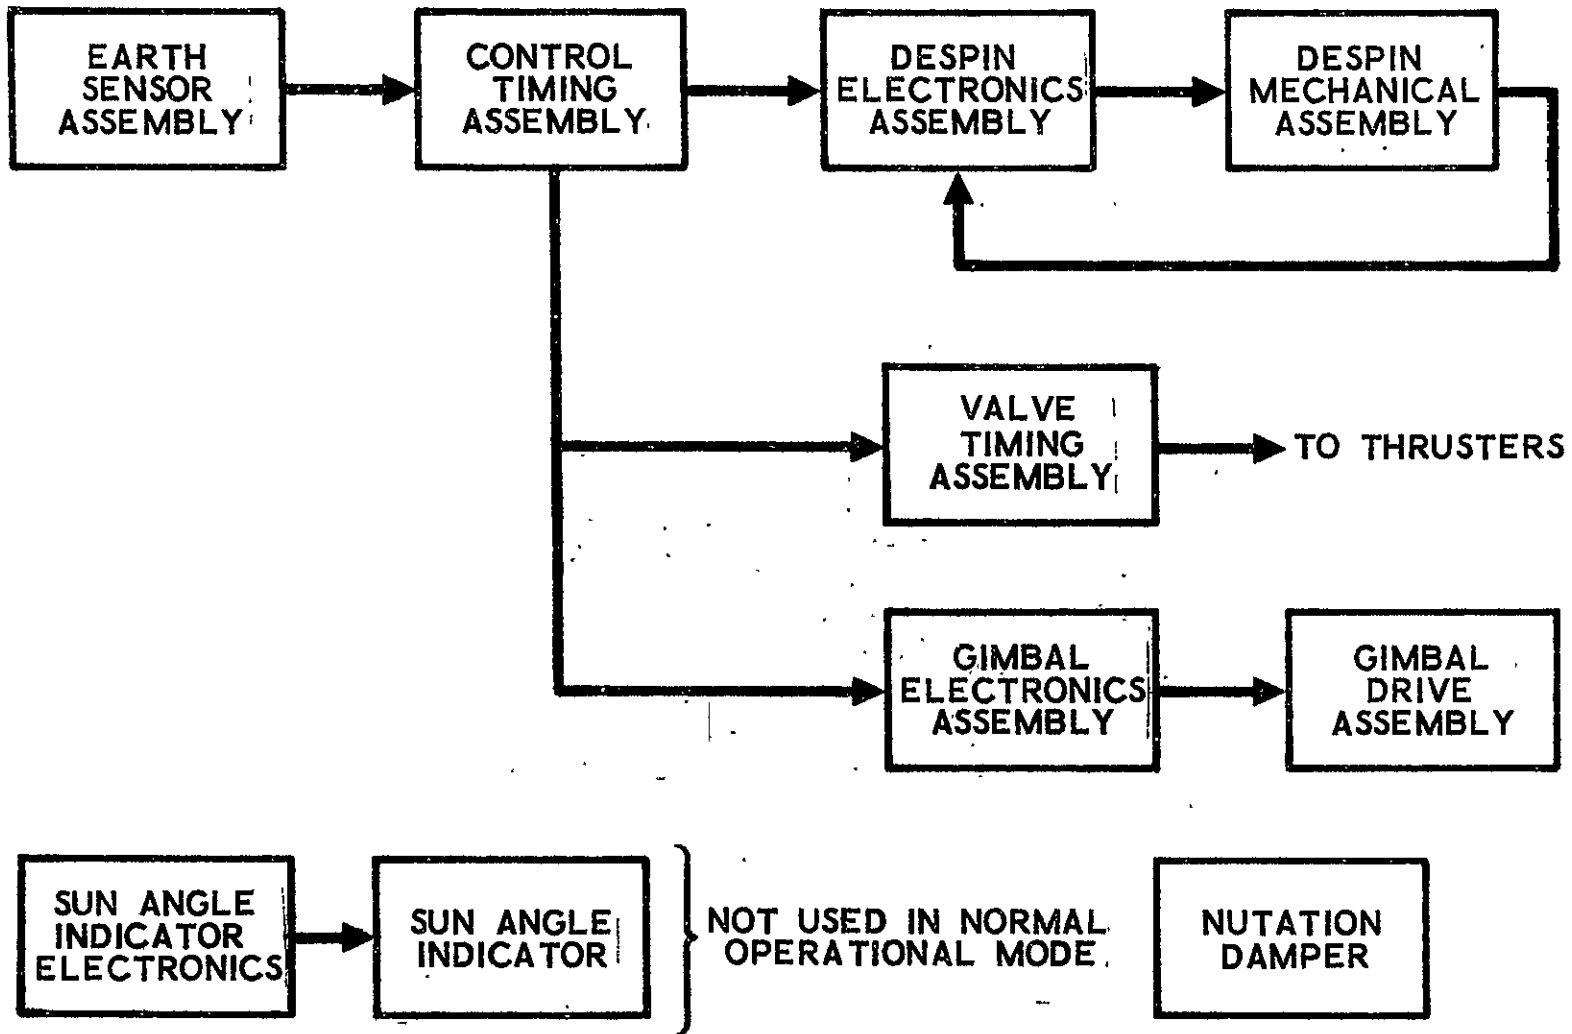 EARTH
SENSOR
ASSEMBLY
CONTROL
TIMING
ASSEMBLY
DESPIN
ELECTRONICS
ASSEMBLY
DESPIN
MECHANICAL
ASSEMBLY
VALVE
TIMING
ASSEMBLY
TO THRUSTERS
GIMBAL
ELECTRONICS
ASSEMBLY
GIMBAL
DRIVE
ASSEMBLY
SUN ANGLE
INDICATOR
ELECTRONICS
SUN ANGLE
INDICATOR
NOT USED IN NORMAL
OPERATIONAL MODE
NUTATION
DAMPER